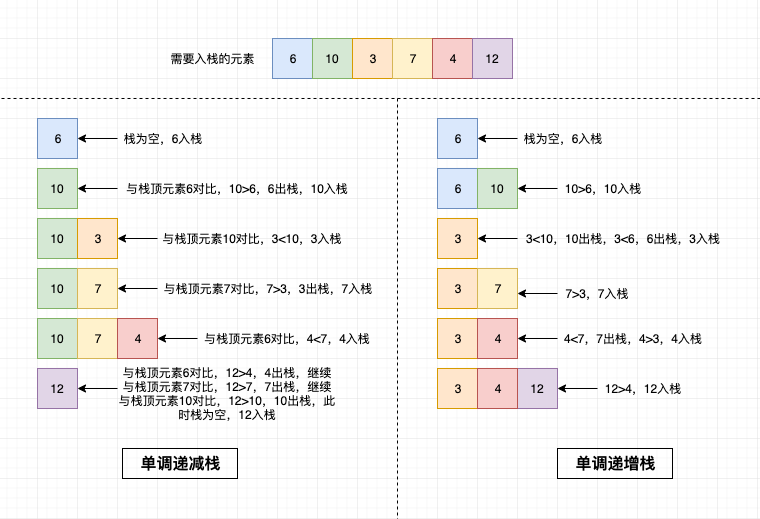 需要入栈的元素
6 10 3 7 4 12
6
栈为空，6入栈
10
与栈顶元素6对比，10>6，6出栈，10入栈
10 3
与栈顶元素10对比，3<10，3入栈
10 7
与栈顶元素7对比，7>3，3出栈，7入栈
10 7 4
与栈顶元素6对比，4<7，4入栈
12
与栈顶元素6对比，12>4，4出栈，继续
与栈顶元素7对比，12>7，7出栈，继续
与栈顶元素10对比，12>10，10出栈，此
时栈为空，12入栈
单调递减栈
6
栈为空，6入栈
6 10
10>6，10入栈
3
3<10，10出栈，3<6，6出栈，3入栈
3 7
7>3，7入栈
3 4
4<7，7出栈，4>3，4入栈
3 4 12
12>4，12入栈
单调递增栈